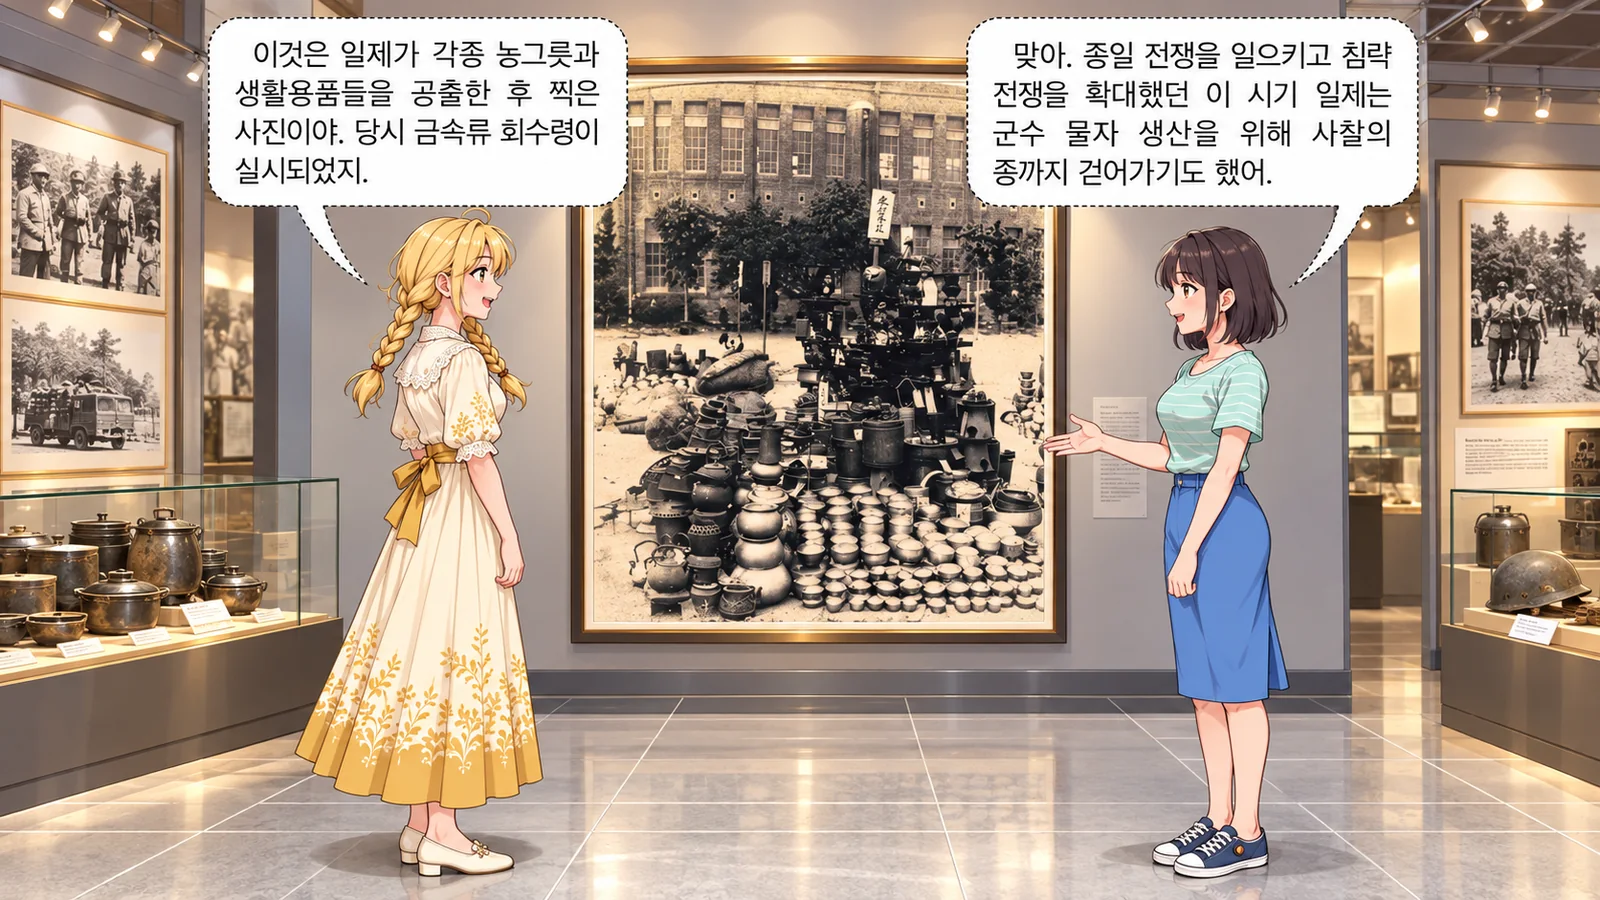 이것은 일제가 각종 농그릇과
생활용품들을 공출한 후 찍은
사진이야. 당시 금속류 회수령이
실시되었지.
맞아. 종일 전쟁을 일으키고 침략
전쟁을 확대했던 이 시기 일제는
군수 물자 생산을 위해 사찰의
종까지 걷어가기도 했어.